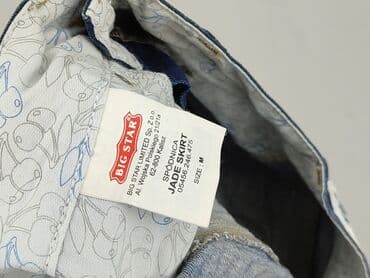 BIG STAR
BIG STAR LIMITED Sp. Z o.o.
Al. Wojska Polskiego 21/21a
62-800 Kalisz
SPÓDNICA
JADE SKIRT
05456.246.475
SIZE : M